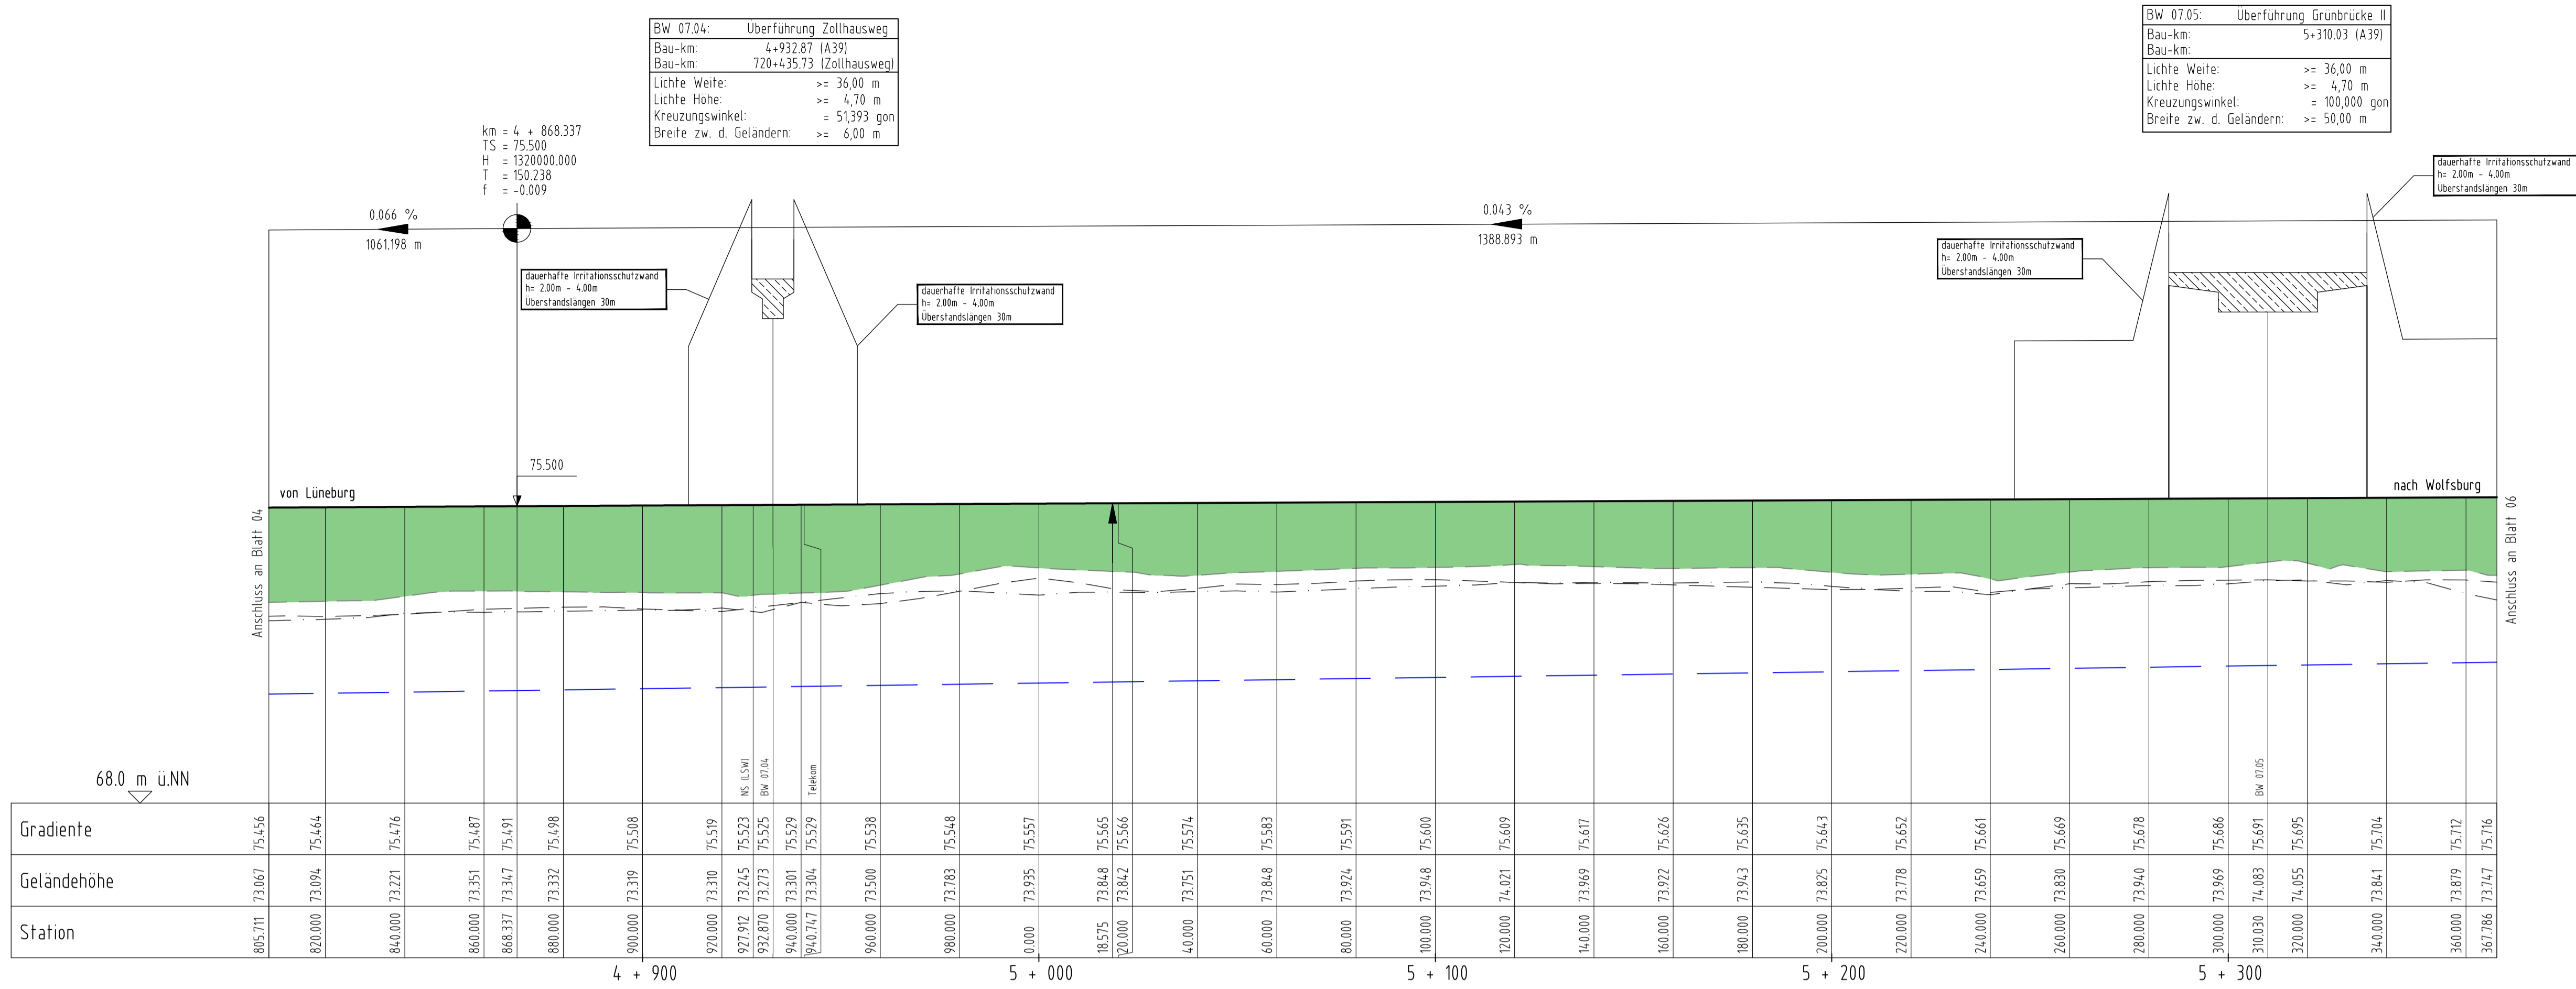 BW 07.04: Überführung Zollhausweg
Bau-km: 4+932.87 (A39)
Bau-km: 720+435.73 (Zollhausweg)
Lichte Weite: >= 36,00 m
Lichte Höhe: >= 4,70 m
Kreuzungswinkel: = 51,393 gon
Breite zw. d. Geländern: >= 6,00 m
BW 07.05: Überführung Grünbrücke II
Bau-km: 5+310.03 (A39)
Bau-km:
Lichte Weite: >= 36,00 m
Lichte Höhe: >= 4,70 m
Kreuzungswinkel: = 100,000 gon
Breite zw. d. Geländern: >= 50,00 m
km = 4 + 868.337
TS = 75.500
H = 1320000.000
T = 150.238
f = -0.009
dauerhafte Irritationsschutzwand
h= 2.00m - 4.00m
Überstandslängen 30m
0.066 %
1061.198 m
0.043 %
1388.893 m
dauerhafte Irritationsschutzwand
h= 2.00m - 4.00m
Überstandslängen 30m
dauerhafte Irritationsschutzwand
h= 2.00m - 4.00m
Überstandslängen 30m
dauerhafte Irritationsschutzwand
h= 2.00m - 4.00m
Überstandslängen 30m
75.500
von Lüneburg
nach Wolfsburg
Anschluss an Blatt 04
Anschluss an Blatt 06
NS (LSW)
BW 07.04
Telekom
BW 07.05
68.0 m ü.NN
Gradiente 75.456 75.464 75.476 75.487 75.491 75.498 75.508 75.519 75.523 75.525 75.529 75.529 75.538 75.548 75.557 75.565 75.566 75.574 75.583 75.591 75.600 75.609 75.617 75.626 75.635 75.643 75.652 75.661 75.669 75.678 75.686 75.691 75.695 75.704 75.712 75.716
Geländehöhe 73.067 73.094 73.221 73.351 73.347 73.332 73.319 73.310 73.245 73.273 73.301 73.304 73.500 73.783 73.935 73.848 73.842 73.751 73.848 73.924 73.948 74.021 73.969 73.922 73.943 73.825 73.778 73.659 73.830 73.940 73.969 74.083 74.055 73.841 73.879 73.747
Station 805.711 820.000 840.000 860.000 868.337 880.000 900.000 920.000 927.912 932.870 940.000 940.747 960.000 980.000 0.000 18.575 20.000 40.000 60.000 80.000 100.000 120.000 140.000 160.000 180.000 200.000 220.000 240.000 260.000 280.000 300.000 310.030 320.000 340.000 360.000 367.786
4 + 900 5 + 000 5 + 100 5 + 200 5 + 300